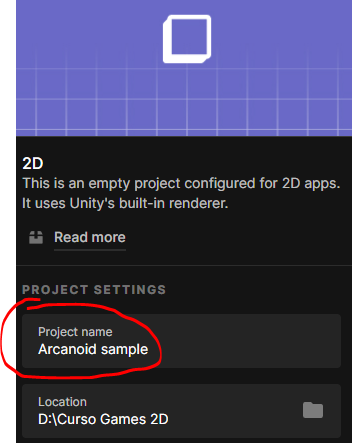 2D
This is an empty project configured for 2D apps.
It uses Unity's built-in renderer.
Read more
PROJECT SETTINGS
Project name
Arcanoid sample
Location
D:\Curso Games 2D